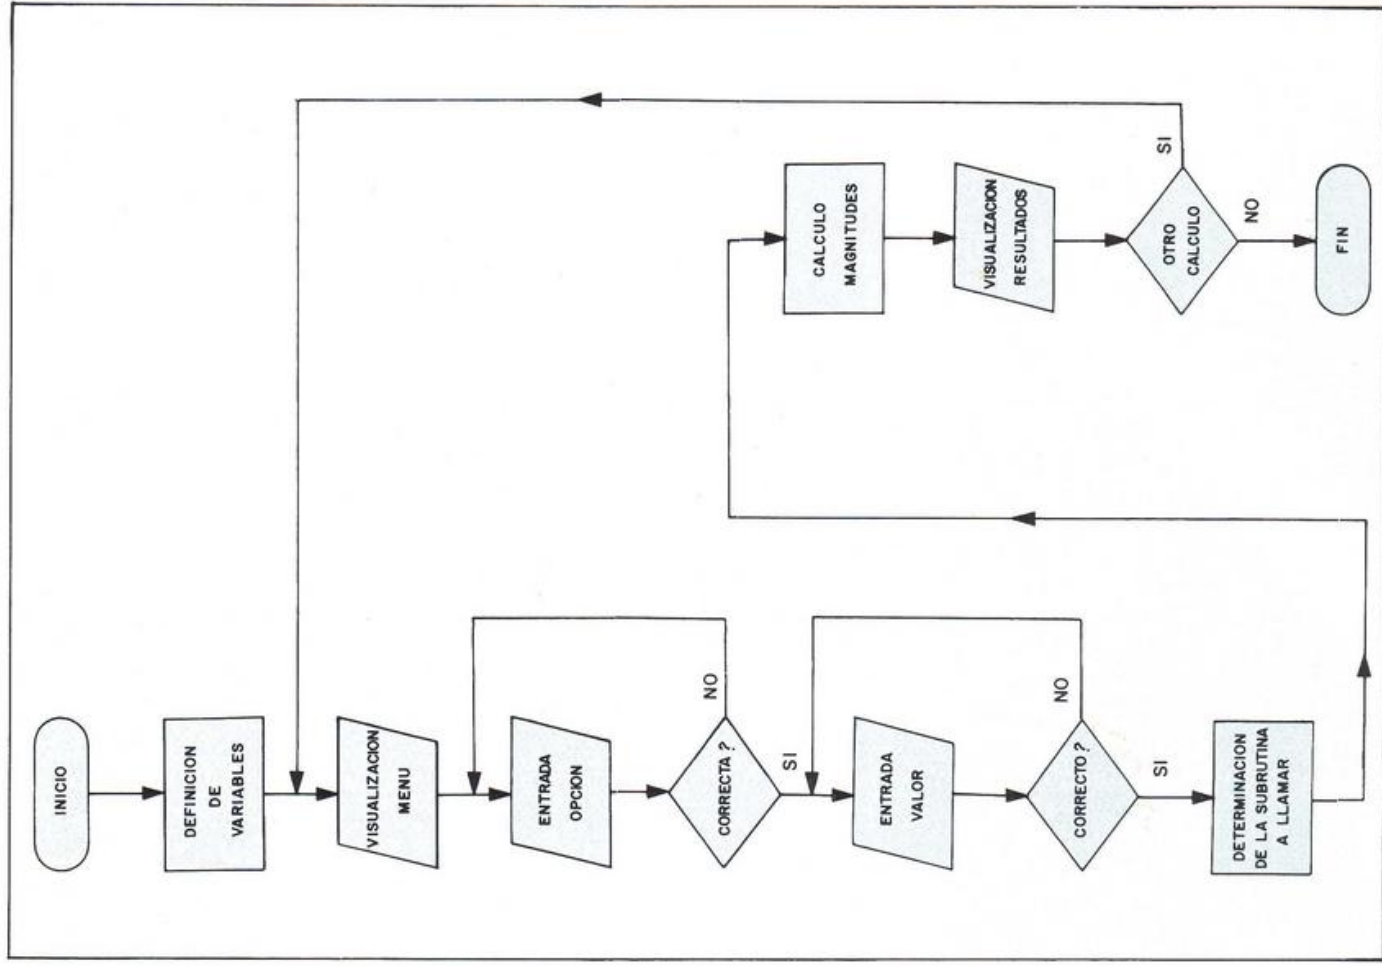 INICIO
DEFINICION
DE
VARIABLES
VISUALIZACION
MENU
ENTRADA
OPCION
CORRECTA ?
NO
SI
ENTRADA
VALOR
CORRECTO ?
NO
SI
DETERMINACION
DE LA SUBRUTINA
A LLAMAR
CALCULO
MAGNITUDES
VISUALIZACION
RESULTADOS
OTRO
CALCULO
SI
NO
FIN